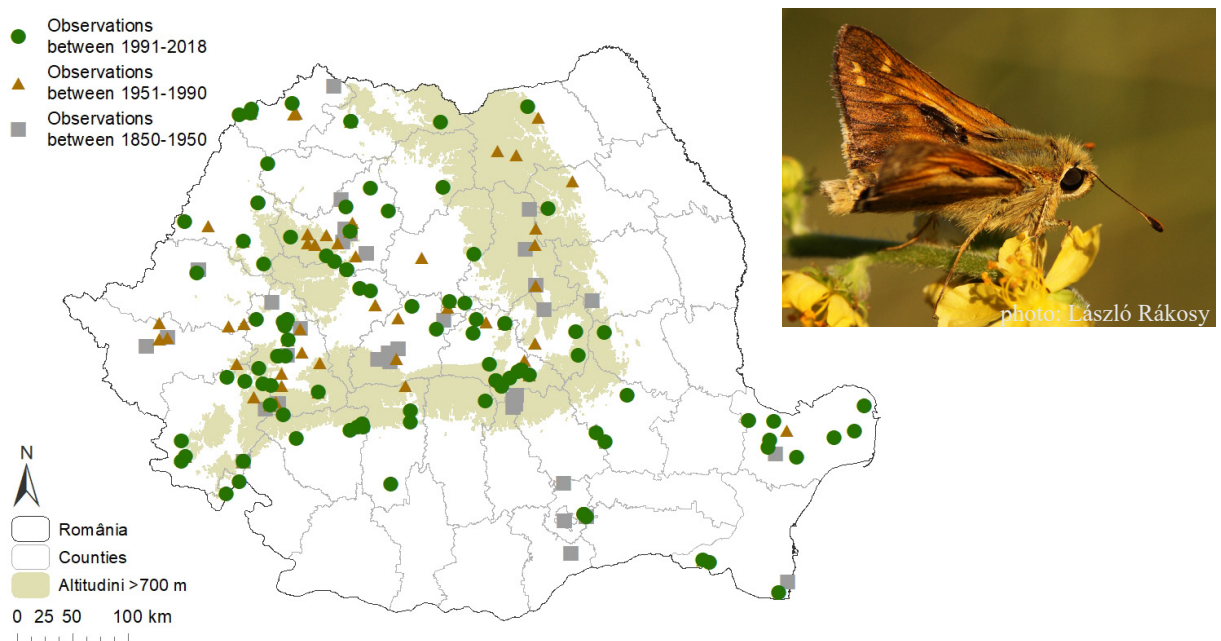 Observations
between 1991-2018
Observations
between 1951-1990
Observations
between 1850-1950
photo: László Rákosy
N
România
Counties
Altitudini >700 m
0 25 50 100 km